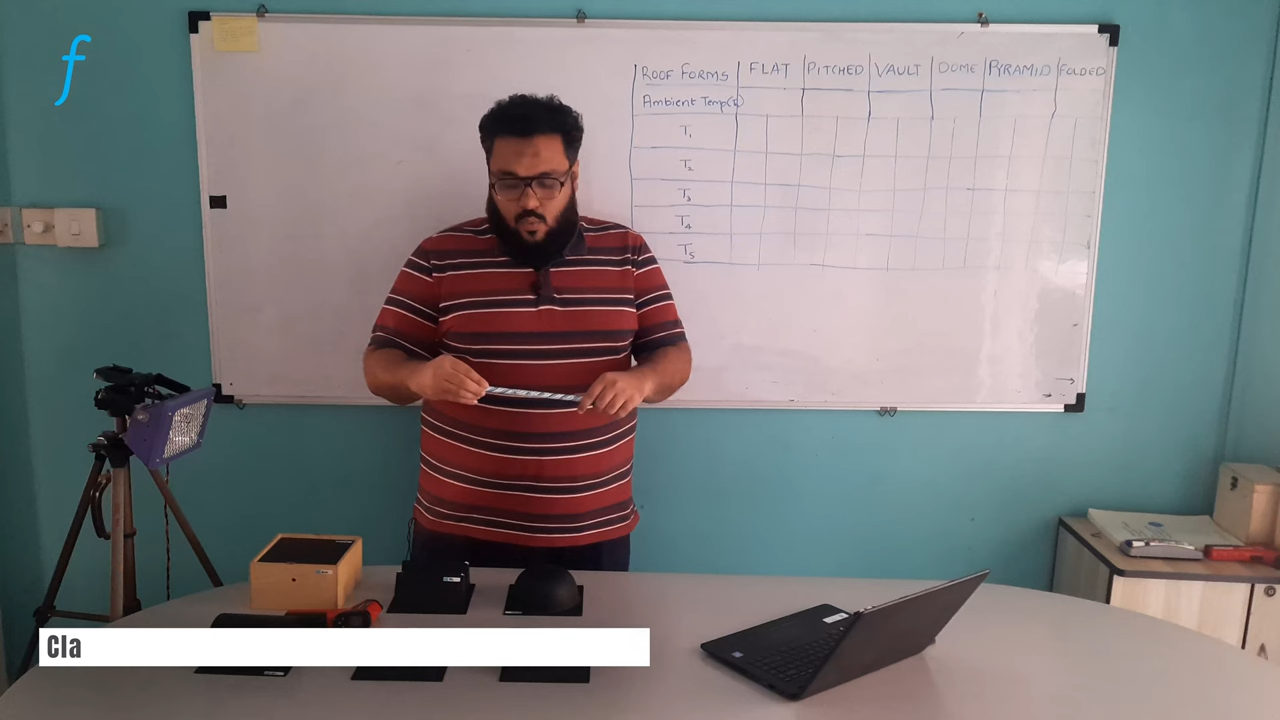 f
ROOF FORMS FLAT PITCHED VAULT DOME PYRAMID FOLDED
Ambient Temp(
T1
T2
T3
T4
T5
Cla